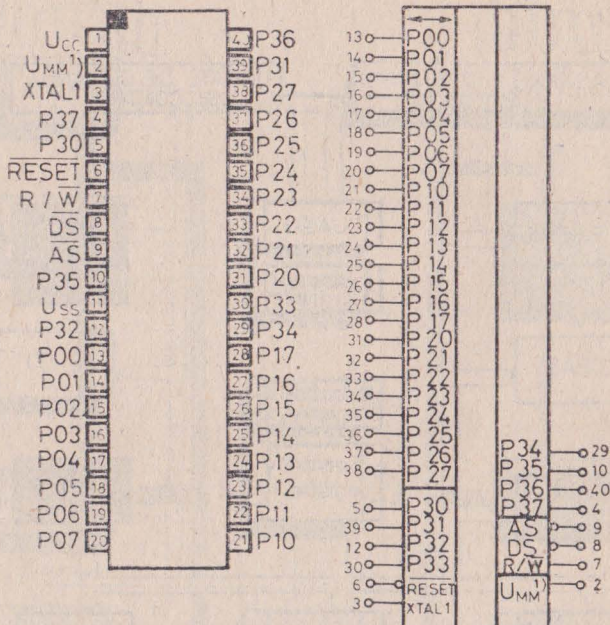 U_CC 1 40 P36
U_MM¹) 2 39 P31
XTAL1 3 38 P27
P37 4 37 P26
P30 5 36 P25
RESET 6 35 P24
R / W 7 34 P23
DS 8 33 P22
AS 9 32 P21
P35 10 31 P20
U_SS 11 30 P33
P32 12 29 P34
P00 13 28 P17
P01 14 27 P16
P02 15 26 P15
P03 16 25 P14
P04 17 24 P13
P05 18 23 P12
P06 19 22 P11
P07 20 21 P10
13 P00
14 P01
15 P02
16 P03
17 P04
18 P05
19 P06
20 P07
21 P10
22 P11
23 P12
24 P13
25 P14
26 P15
27 P16
28 P17
31 P20
32 P21
33 P22
34 P23
35 P24
36 P25
37 P26
38 P27
5 P30
39 P31
12 P32
30 P33
6 RESET
3 XTAL1
P34 29
P35 10
P36 40
P37 4
AS 9
DS 8
R/W 7
U_MM¹) 2